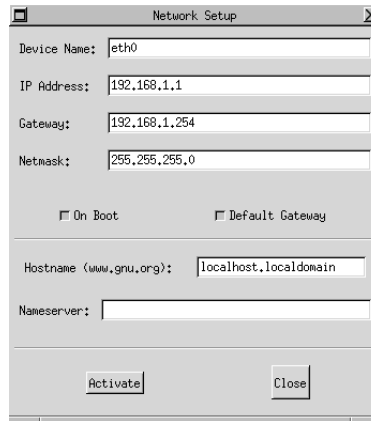 Network Setup
Device Name: eth0
IP Address: 192.168.1.1
Gateway: 192.168.1.254
Netmask: 255.255.255.0
On Boot Default Gateway
Hostname (www.gnu.org): localhost.localdomain
Nameserver:
Activate Close